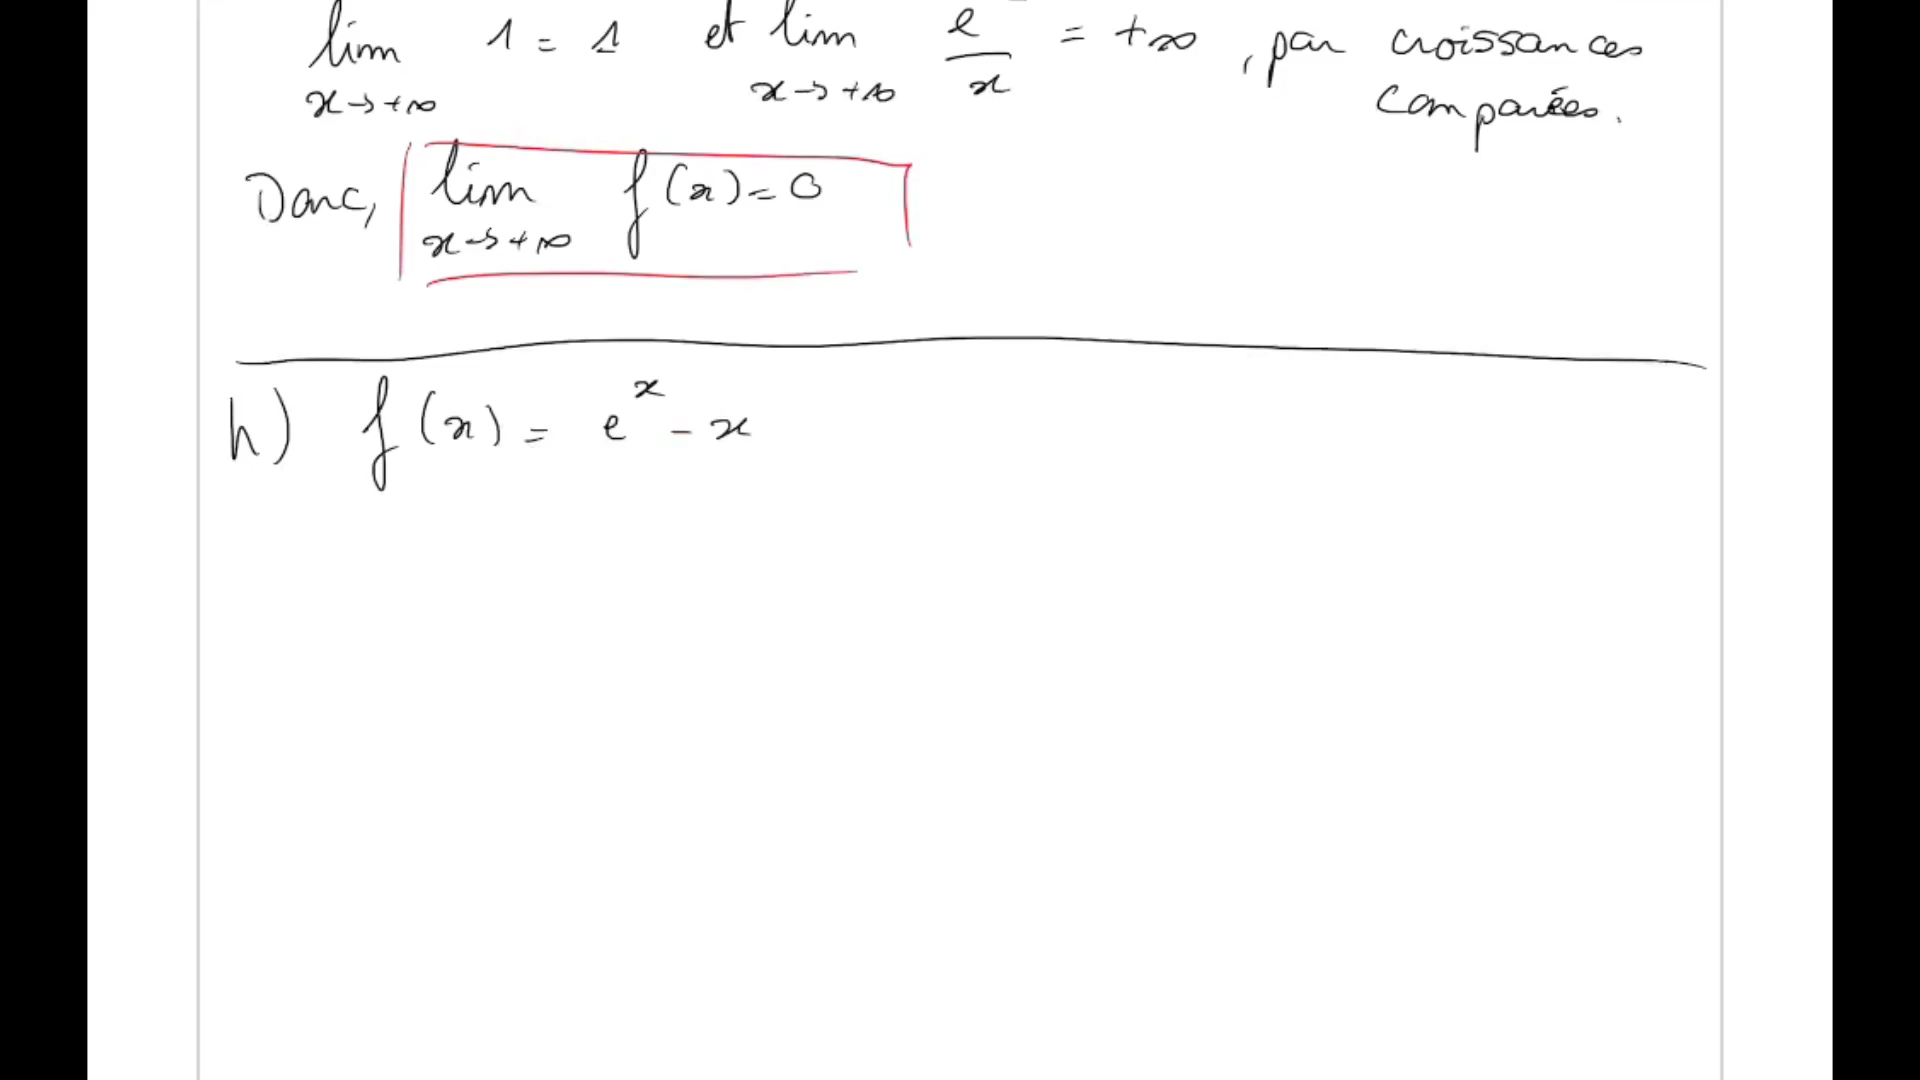 lim 1 = 1 et lim e/x = +∞, par croissances
x→+∞ x→+∞ comparées.
Donc, lim f(x) = 0
x→+∞
h) f(x) = e^x - x